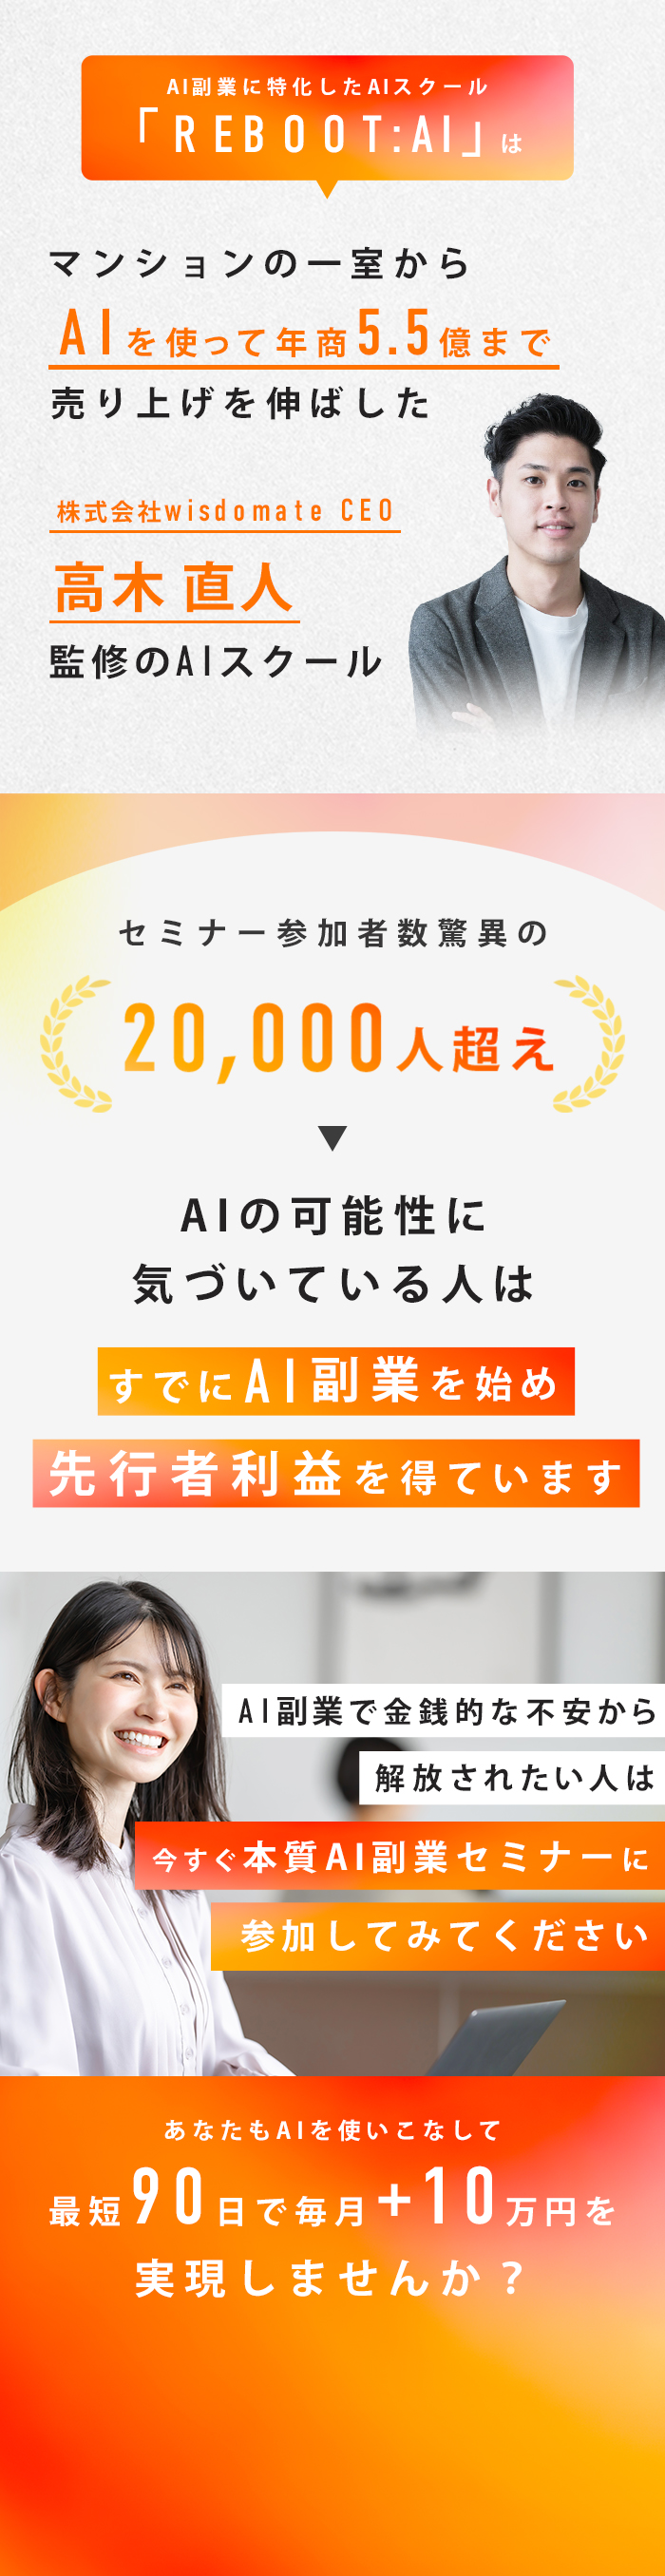 AI副業に特化したAIスクール
「REBOOT:AI」は
マンションの一室から
AIを使って年商5.5億まで
売り上げを伸ばした
株式会社wisdomate CEO
高木 直人
監修のAIスクール
セミナー参加者数驚異の
20,000人超え
▼
AIの可能性に
気づいている人は
すでにAI副業を始め
先行者利益を得ています
AI副業で金銭的な不安から
解放されたい人は
今すぐ本質AI副業セミナーに
参加してみてください
あなたもAIを使いこなして
最短90日で毎月+10万円を
実現しませんか？